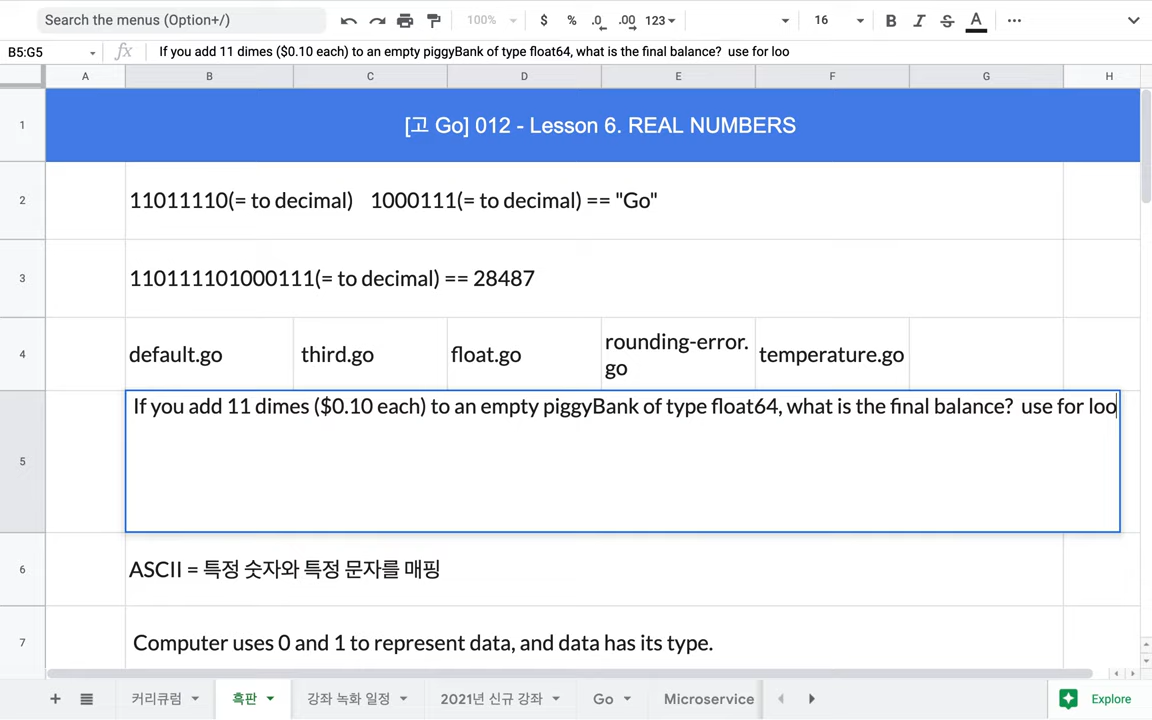 Search the menus (Option+/)
100%
$ % .0 .00 123
16
B I S A
B5:G5
fx
If you add 11 dimes ($0.10 each) to an empty piggyBank of type float64, what is the final balance?  use for loo
A B C D E F G H
1
[고 Go] 012 - Lesson 6. REAL NUMBERS
2
11011110(= to decimal)   1000111(= to decimal) == "Go"
3
110111101000111(= to decimal) == 28487
4
default.go
third.go
float.go
rounding-error.
go
temperature.go
5
If you add 11 dimes ($0.10 each) to an empty piggyBank of type float64, what is the final balance?  use for loo
6
ASCII = 특정 숫자와 특정 문자를 매핑
7
Computer uses 0 and 1 to represent data, and data has its type.
커리큐럼
흑판
강좌 녹화 일정
2021년 신규 강좌
Go
Microservice
Explore